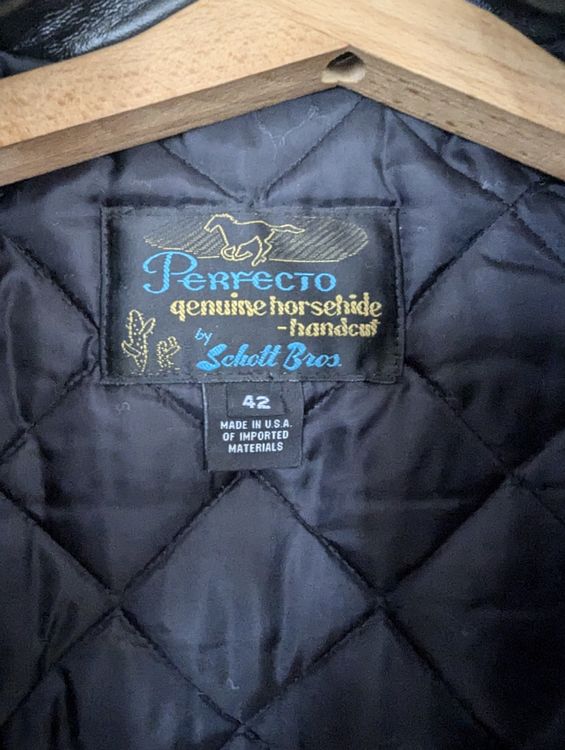 PERFECTO
genuine horsehide
-handcut
by
Schott Bros.
42
MADE IN U.S.A.
OF IMPORTED
MATERIALS